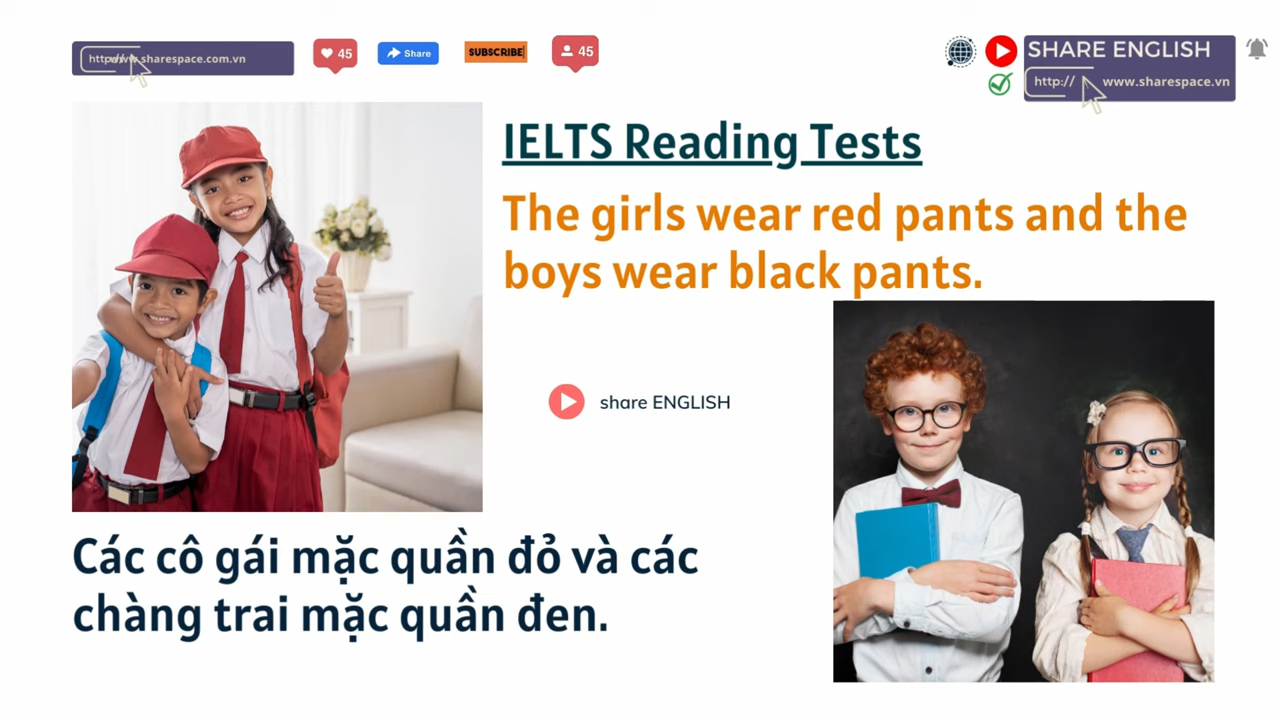 http://www.sharespace.com.vn
45
Share
SUBSCRIBE
45
SHARE ENGLISH
http:// www.sharespace.vn
IELTS Reading Tests
The girls wear red pants and the
boys wear black pants.
share ENGLISH
Các cô gái mặc quần đỏ và các
chàng trai mặc quần đen.